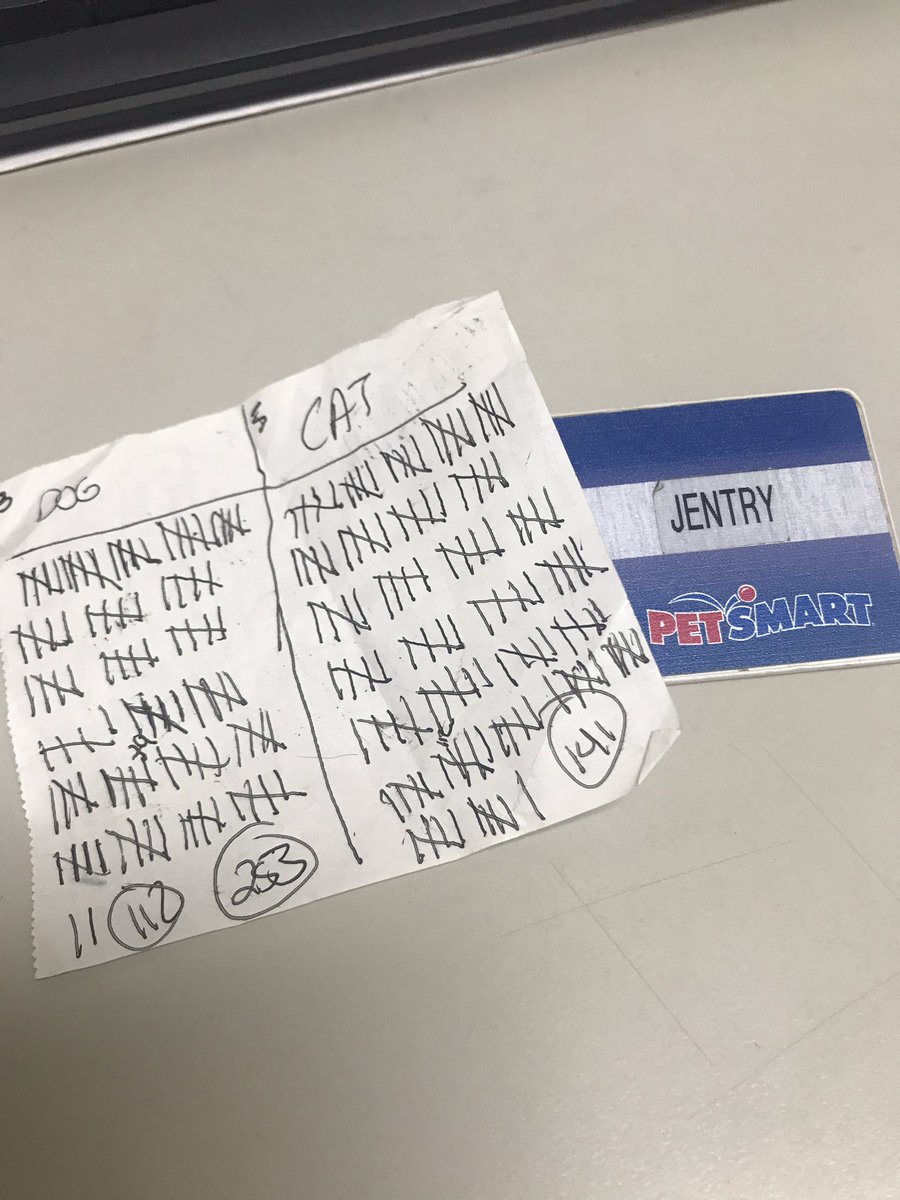 DOG
CAT
112
253
141
JENTRY
PETSMART